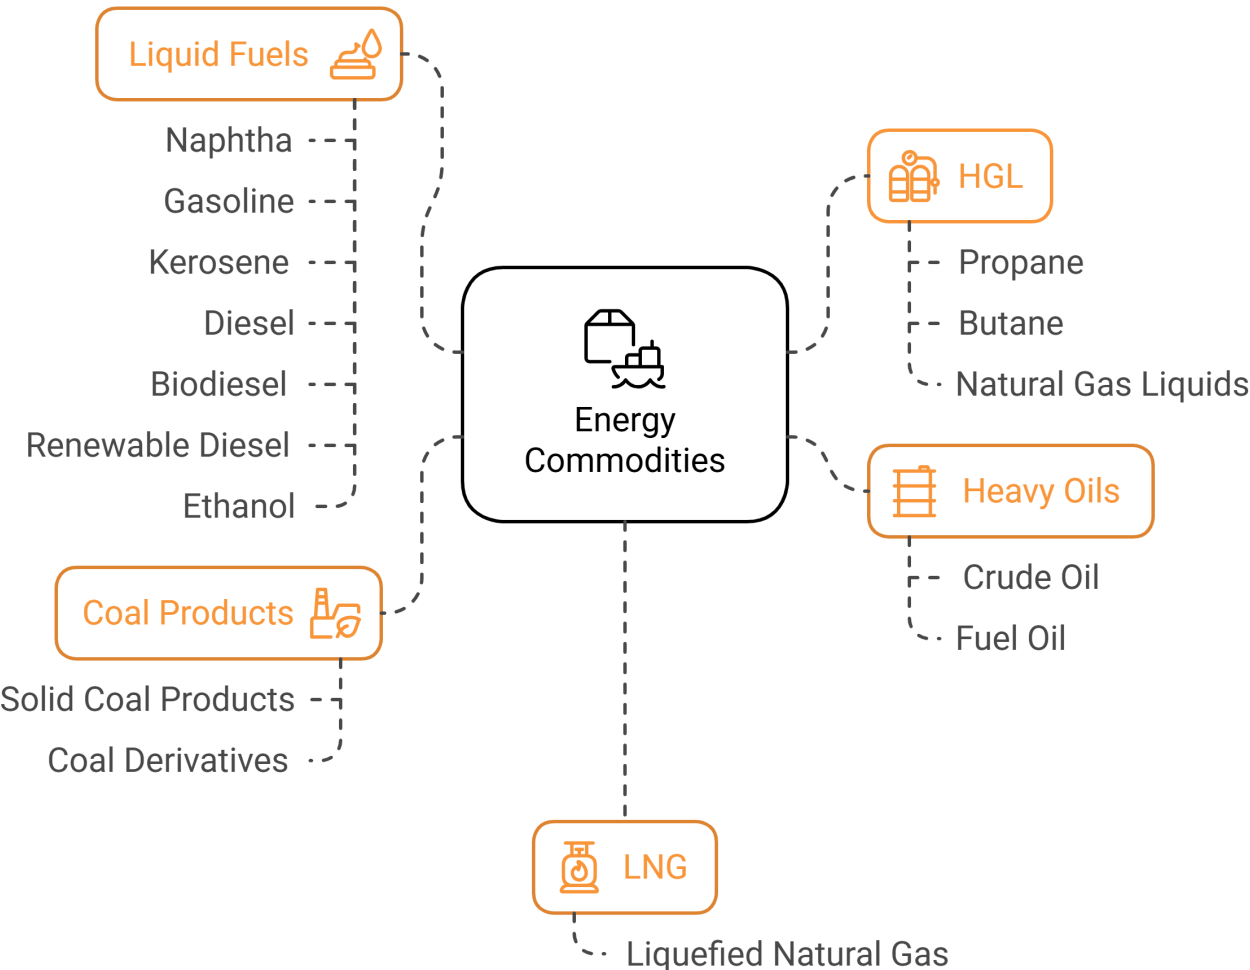 Liquid Fuels
Naphtha
Gasoline
Kerosene
Diesel
Biodiesel
Renewable Diesel
Ethanol
Coal Products
Solid Coal Products
Coal Derivatives
Energy
Commodities
HGL
Propane
Butane
Natural Gas Liquids
Heavy Oils
Crude Oil
Fuel Oil
LNG
Liquefied Natural Gas